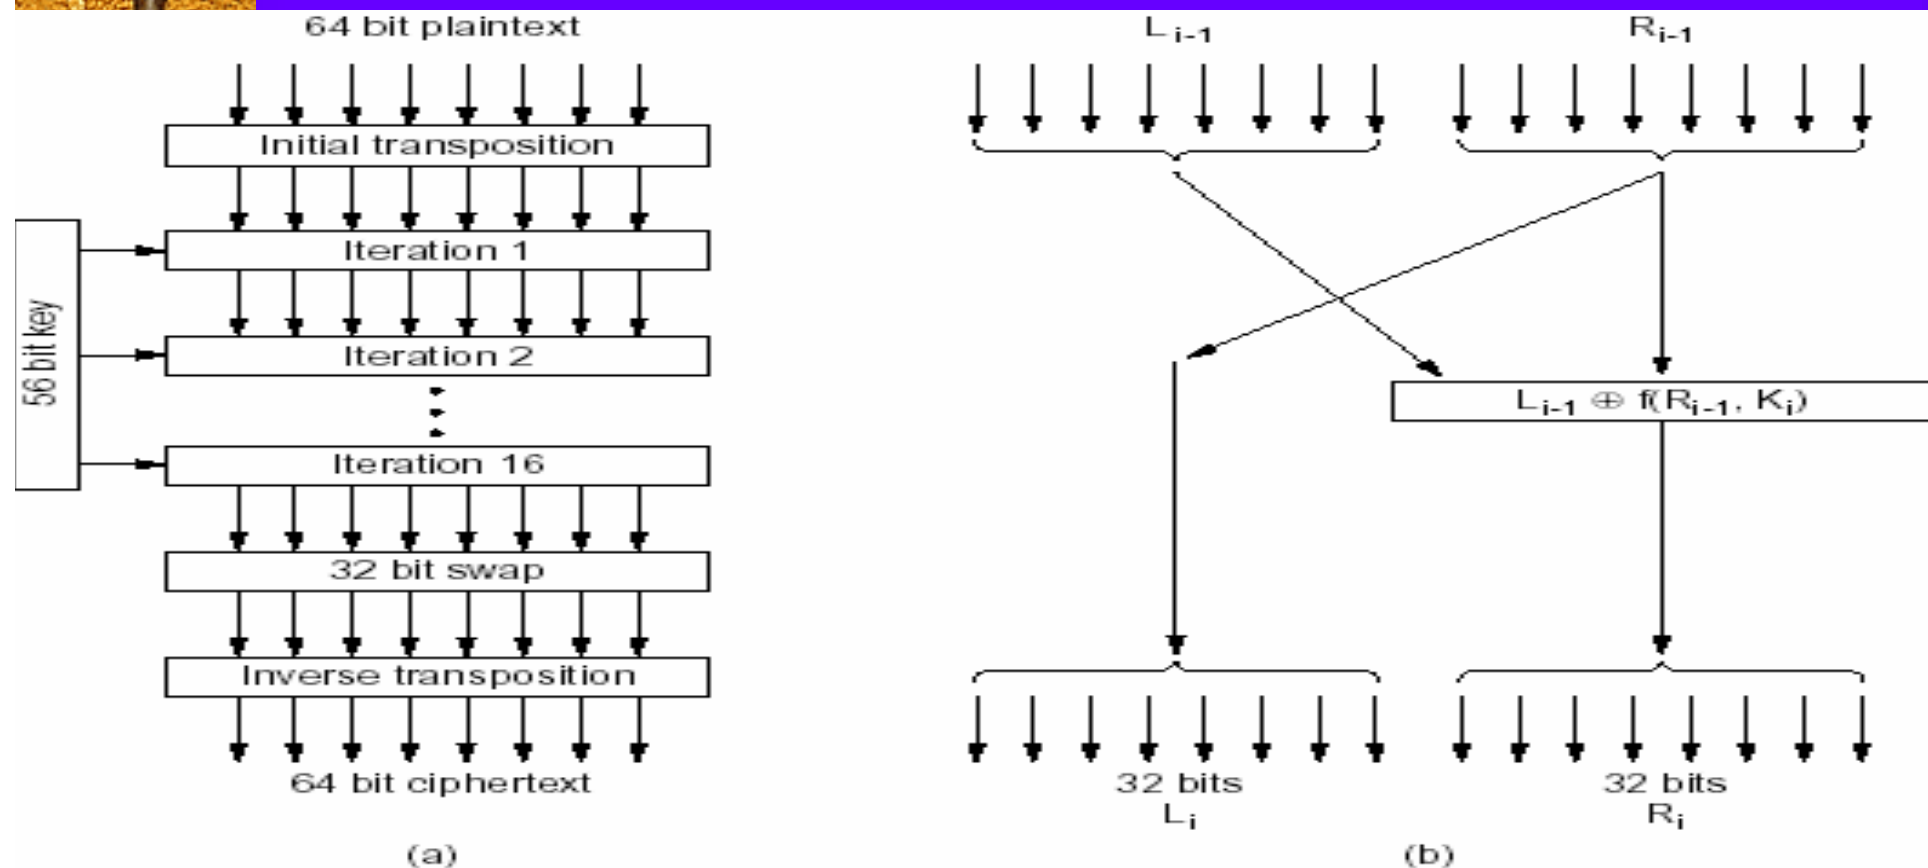 64 bit plaintext
Initial transposition
Iteration 1
56 bit key
Iteration 2
Iteration 16
32 bit swap
Inverse transposition
64 bit ciphertext
(a)
L i-1
R i-1
L i-1 ⊕ f(R i-1, K i)
32 bits
L i
32 bits
R i
(b)